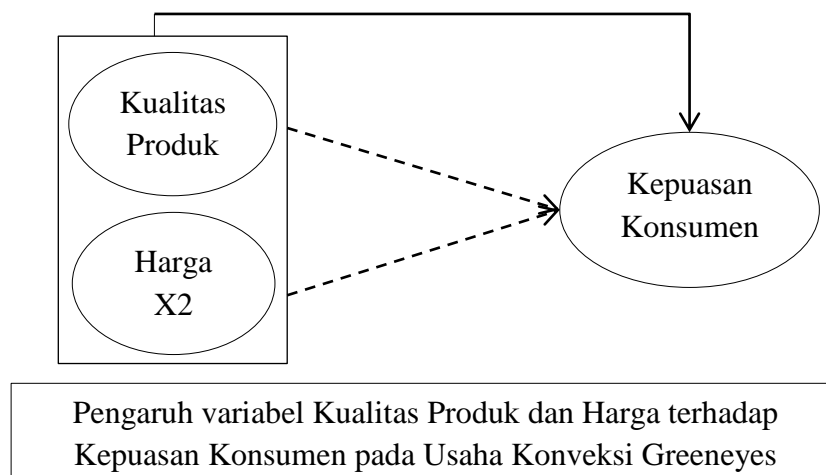 Kualitas
Produk
Kepuasan
Konsumen
Harga
X2
Pengaruh variabel Kualitas Produk dan Harga terhadap
Kepuasan Konsumen pada Usaha Konveksi Greeneyes